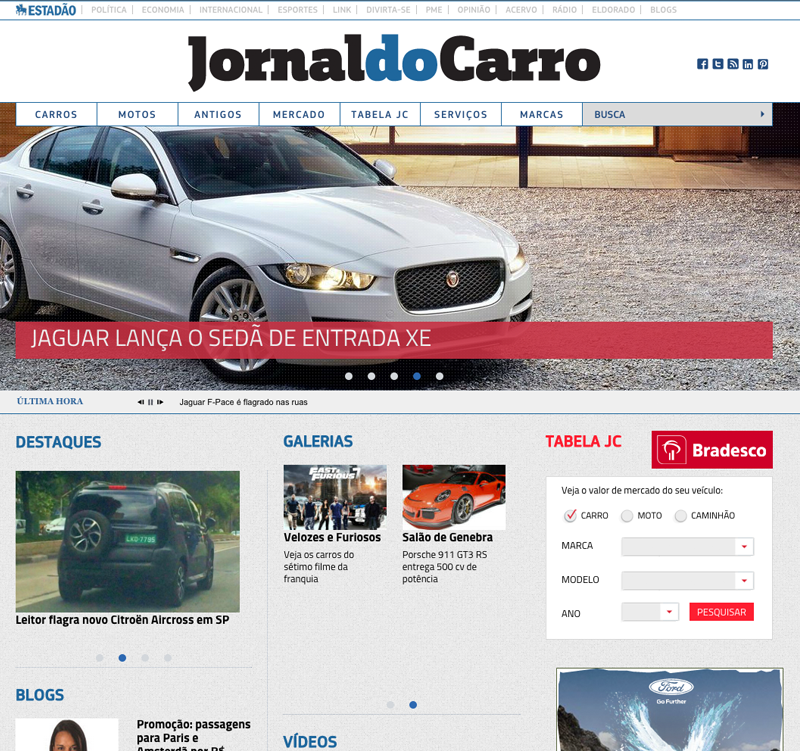 ESTADÃO POLÍTICA ECONOMIA INTERNACIONAL ESPORTES LINK DIVIRTA-SE PME OPINIÃO ACERVO RÁDIO ELDORADO BLOGS
JornaldoCarro
CARROS MOTOS ANTIGOS MERCADO TABELA JC SERVIÇOS MARCAS BUSCA
JAGUAR LANÇA O SEDÃ DE ENTRADA XE
ÚLTIMA HORA Jaguar F-Pace é flagrado nas ruas
DESTAQUES
LKD-7795
Leitor flagra novo Citroën Aircross em SP
BLOGS
Promoção: passagens
para Paris e
Amsterdã por R$
GALERIAS
FAST & FURIOUS 7
Velozes e Furiosos
Veja os carros do
sétimo filme da
franquia
Salão de Genebra
Porsche 911 GT3 RS
entrega 500 cv de
potência
VÍDEOS
TABELA JC
Bradesco
Veja o valor de mercado do seu veículo:
CARRO MOTO CAMINHÃO
MARCA
MODELO
ANO PESQUISAR
Ford
Go Further